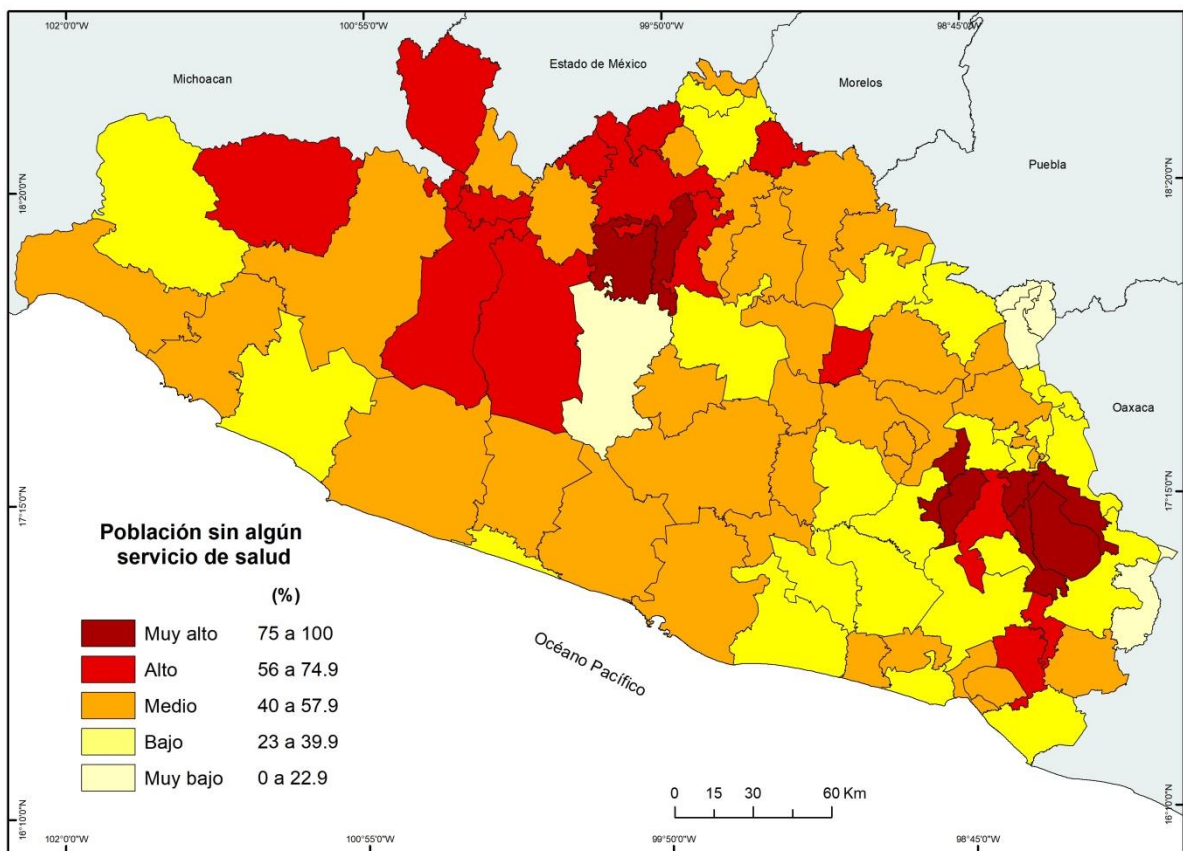 102°0'0"W
100°55'0"W
99°50'0"W
98°45'0"W
Michoacan
Estado de México
Morelos
Puebla
18°20'0"N
18°20'0"N
Oaxaca
17°15'0"N
17°15'0"N
Población sin algún
servicio de salud
(%)
Muy alto 75 a 100
Alto 56 a 74.9
Medio 40 a 57.9
Bajo 23 a 39.9
Muy bajo 0 a 22.9
Océano Pacífico
0 15 30 60 Km
16°10'0"N
16°10'0"N
102°0'0"W
100°55'0"W
99°50'0"W
98°45'0"W